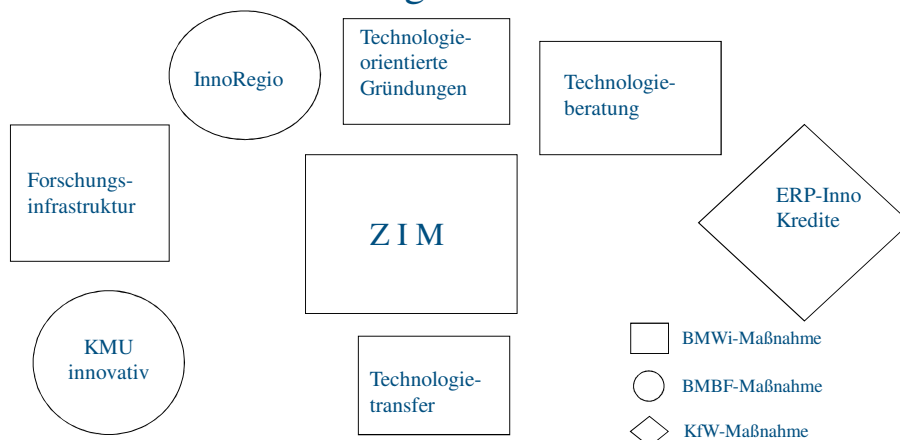 InnoRegio
Technologie-
orientierte
Gründungen
Technologie-
beratung
Forschungs-
infrastruktur
Z I M
ERP-Inno
Kredite
KMU
innovativ
Technologie-
transfer
BMWi-Maßnahme
BMBF-Maßnahme
KfW-Maßnahme